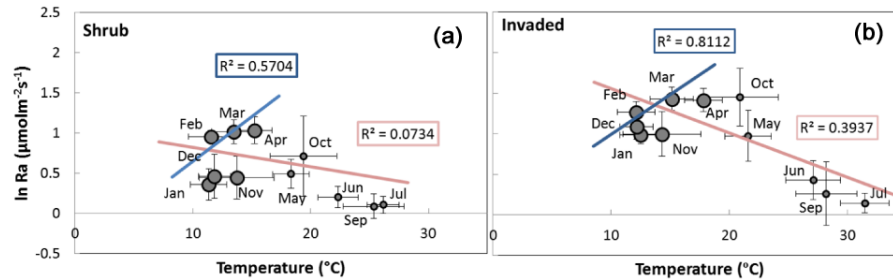 Shrub
(a)
R² = 0.5704
R² = 0.0734
2.5
2
1.5
1
0.5
0
-0.5
ln Ra (µmolm⁻²s⁻¹)
Feb
Mar
Apr
Dec
Jan
Nov
Oct
May
Jun
Sep
Jul
0
10
20
30
Temperature (°C)
Invaded
(b)
R² = 0.8112
R² = 0.3937
Feb
Mar
Apr
Oct
Dec
Jan
Nov
May
Jun
Sep
Jul
0
10
20
30
Temperature (°C)